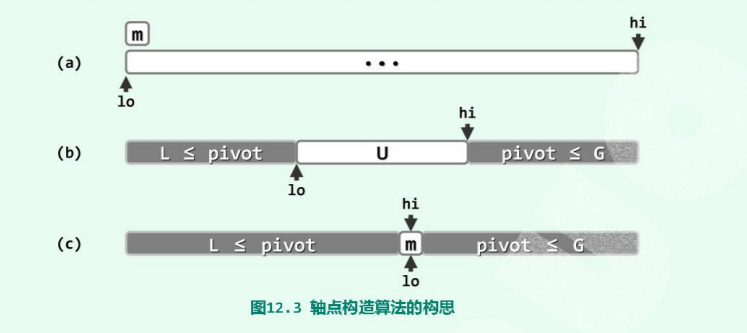 m
hi
(a)
...
lo
hi
(b) L ≤ pivot U pivot ≤ G
lo
hi
(c) L ≤ pivot m pivot ≤ G
lo
图12.3 轴点构造算法的构思